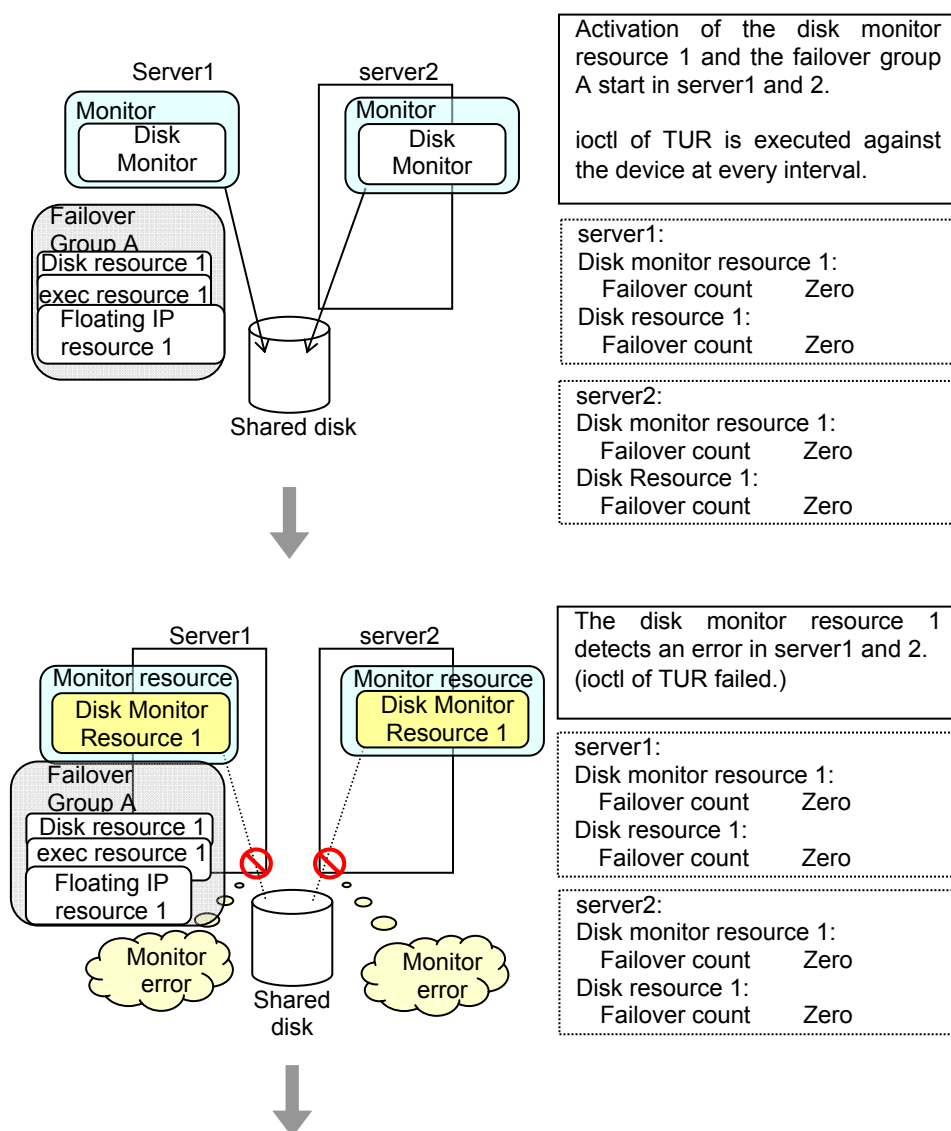 Server1
server2
Monitor
Disk
Monitor
Monitor
Disk
Monitor
Failover
Group A
Disk resource 1
exec resource 1
Floating IP
resource 1
Shared disk
Activation of the disk monitor
resource 1 and the failover group
A start in server1 and 2.
ioctl of TUR is executed against
the device at every interval.
server1:
Disk monitor resource 1:
Failover count Zero
Disk resource 1:
Failover count Zero
server2:
Disk monitor resource 1:
Failover count Zero
Disk Resource 1:
Failover count Zero
Server1
server2
Monitor resource
Disk Monitor
Resource 1
Monitor resource
Disk Monitor
Resource 1
Failover
Group A
Disk resource 1
exec resource 1
Floating IP
resource 1
Monitor
error
Shared
disk
Monitor
error
The disk monitor resource 1
detects an error in server1 and 2.
(ioctl of TUR failed.)
server1:
Disk monitor resource 1:
Failover count Zero
Disk resource 1:
Failover count Zero
server2:
Disk monitor resource 1:
Failover count Zero
Disk resource 1:
Failover count Zero